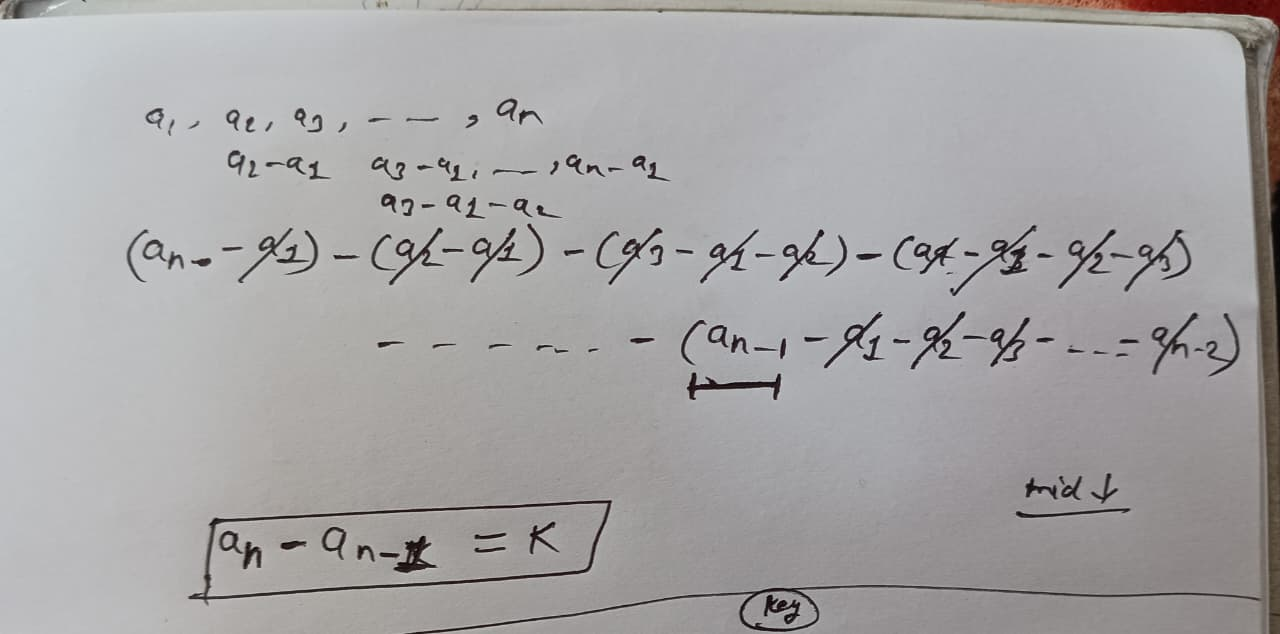 a₁, a₂, a₃, - - , aₙ
a₂-a₁ a₃-a₁, — , aₙ-a₁
a₃-a₁-a₂
(aₙ - a₁) - (a₂-a₁) - (a₃-a₁-a₂) - (a₄-a₁-a₂-a₃)
- - - - - - (aₙ₋₁ - a₁ - a₂ - a₃ - ... - aₙ₋₂)
mid ↓
aₙ - aₙ₋₁ = K
Key